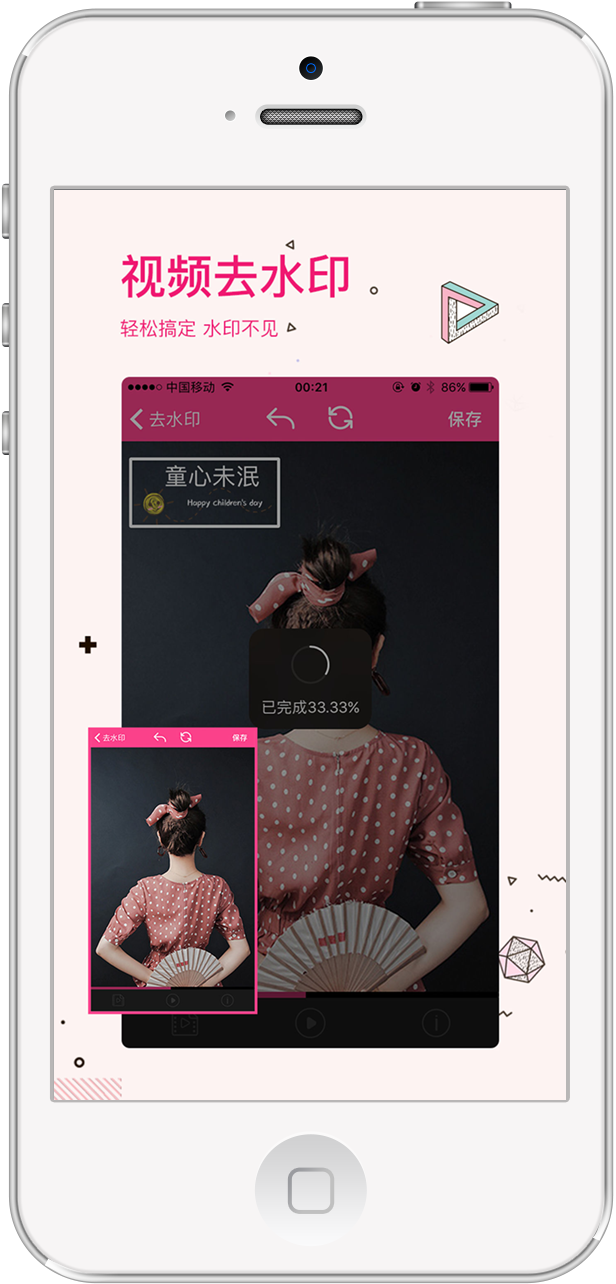 视频去水印
轻松搞定 水印不见
中国移动 00:21 86%
去水印 保存
童心未泯
Happy children's day
已完成33.33%
去水印 保存